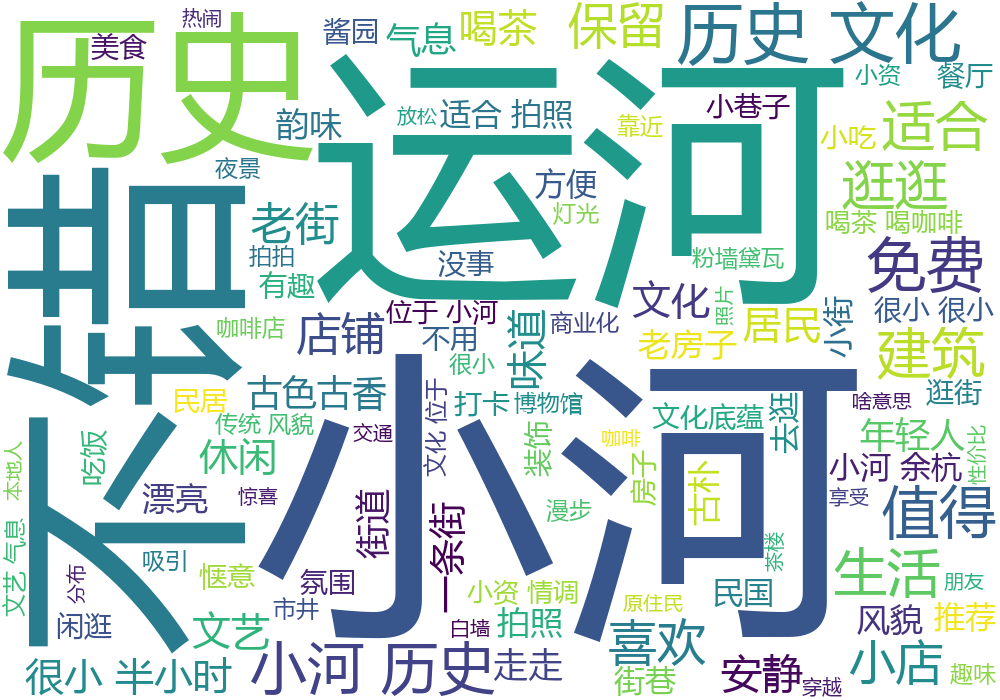 热闹
历史
美食
酱园
气息
喝茶
保留
历史 文化
运河
小资
餐厅
韵味
放松
适合 拍照
靠近
小巷子
小吃
适合
夜景
方便
逛逛
不错
老街
灯光
喝茶 喝咖啡
拍拍
没事
粉墙黛瓦
免费
有趣
文化
照片
位于 小河
很小 很小
咖啡店
店铺
不用
味道
商业化
居民
小街
老房子
建筑
小河
很小
古色古香
文化 位于
逛街
民居
打卡
博物馆
文化底蕴
去逛
啥意思
传统 风貌
交通
咖啡
年轻人
吃饭
本地人
休闲
装饰
房子
小河 余杭
性价比
漂亮
惊喜
街道
一条街
漫步
古朴
享受
值得
文艺 气息
吸引
茶楼
分布
惬意
氛围
小资 情调
民国
生活
朋友
市井
原住民
闲逛
文艺
白墙
拍照
喜欢
风貌
推荐
很小 半小时
小河 历史
走走
街巷
安静
穿越
小店
趣味